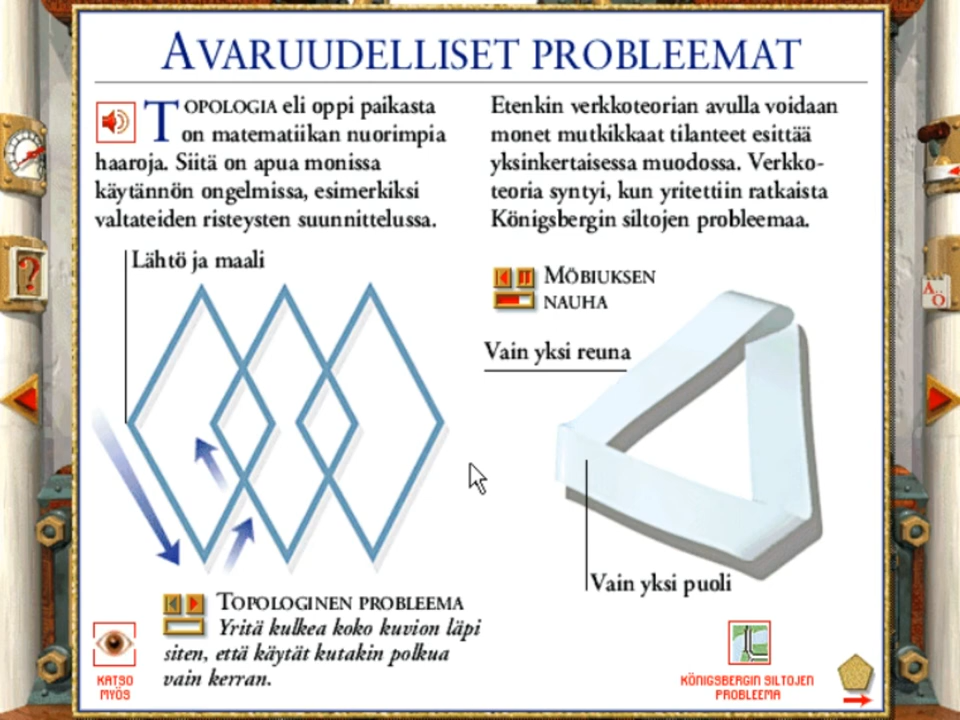 AVARUUDELLISET PROBLEEMAT
TOPOLOGIA eli oppi paikasta
on matematiikan nuorimpia
haaroja. Siitä on apua monissa
käytännön ongelmissa, esimerkiksi
valtateiden risteysten suunnittelussa.
Etenkin verkkoteorian avulla voidaan
monet mutkikkaat tilanteet esittää
yksinkertaisessa muodossa. Verkko-
teoria syntyi, kun yritettiin ratkaista
Königsbergin siltojen probleemaa.
Lähtö ja maali
MÖBIUKSEN
NAUHA
Vain yksi reuna
Vain yksi puoli
TOPOLOGINEN PROBLEEMA
Yritä kulkea koko kuvion läpi
siten, että käytät kutakin polkua
vain kerran.
KATSO
MYÖS
KÖNIGSBERGIN SILTOJEN
PROBLEEMA
?
A...
Ö